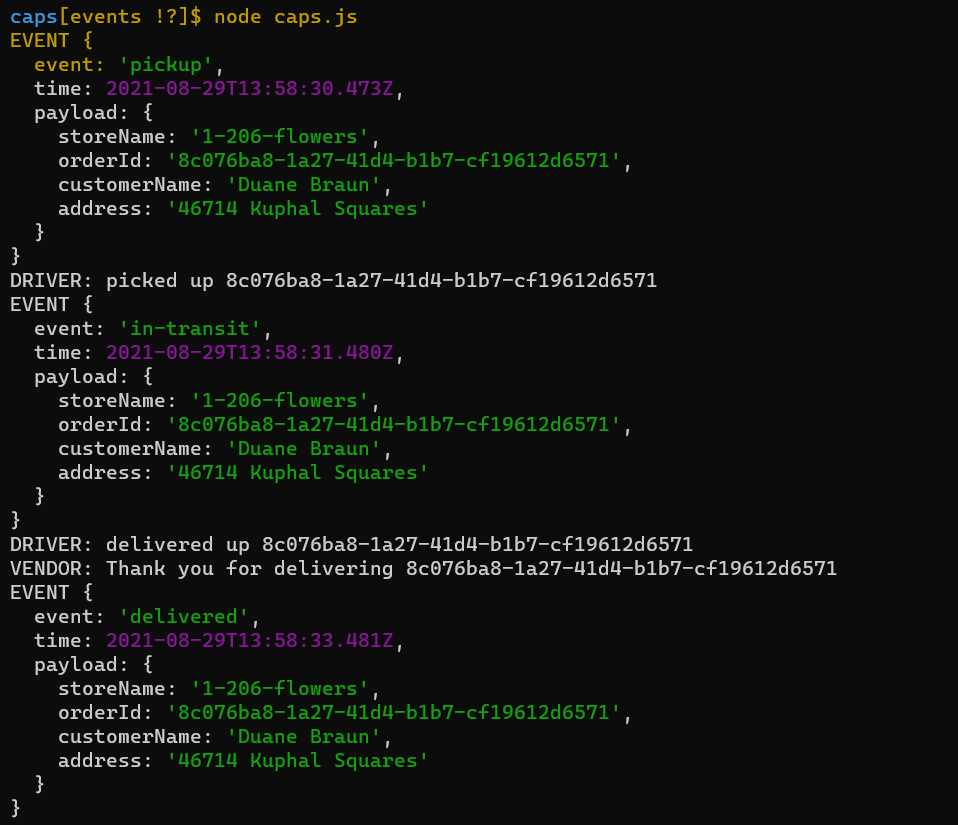 caps[events !?]$ node caps.js
EVENT {
  event: 'pickup',
  time: 2021-08-29T13:58:30.473Z,
  payload: {
    storeName: '1-206-flowers',
    orderId: '8c076ba8-1a27-41d4-b1b7-cf19612d6571',
    customerName: 'Duane Braun',
    address: '46714 Kuphal Squares'
  }
}
DRIVER: picked up 8c076ba8-1a27-41d4-b1b7-cf19612d6571
EVENT {
  event: 'in-transit',
  time: 2021-08-29T13:58:31.480Z,
  payload: {
    storeName: '1-206-flowers',
    orderId: '8c076ba8-1a27-41d4-b1b7-cf19612d6571',
    customerName: 'Duane Braun',
    address: '46714 Kuphal Squares'
  }
}
DRIVER: delivered up 8c076ba8-1a27-41d4-b1b7-cf19612d6571
VENDOR: Thank you for delivering 8c076ba8-1a27-41d4-b1b7-cf19612d6571
EVENT {
  event: 'delivered',
  time: 2021-08-29T13:58:33.481Z,
  payload: {
    storeName: '1-206-flowers',
    orderId: '8c076ba8-1a27-41d4-b1b7-cf19612d6571',
    customerName: 'Duane Braun',
    address: '46714 Kuphal Squares'
  }
}